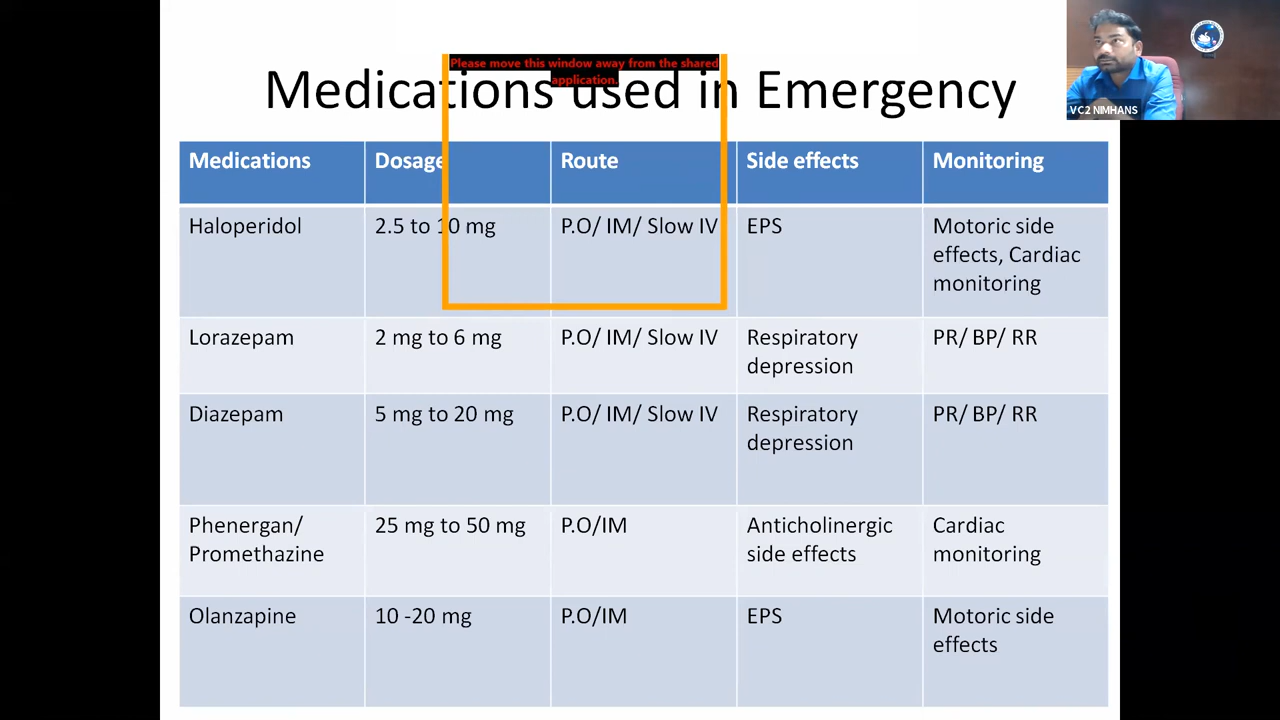 Please move this window away from the shared
application.
Medications used in Emergency
VC2 NIMHANS
Medications Dosage Route Side effects Monitoring
Haloperidol 2.5 to 10 mg P.O/ IM/ Slow IV EPS Motoric side
effects, Cardiac
monitoring
Lorazepam 2 mg to 6 mg P.O/ IM/ Slow IV Respiratory PR/ BP/ RR
depression
Diazepam 5 mg to 20 mg P.O/ IM/ Slow IV Respiratory PR/ BP/ RR
depression
Phenergan/ 25 mg to 50 mg P.O/IM Anticholinergic Cardiac
Promethazine side effects monitoring
Olanzapine 10 -20 mg P.O/IM EPS Motoric side
effects